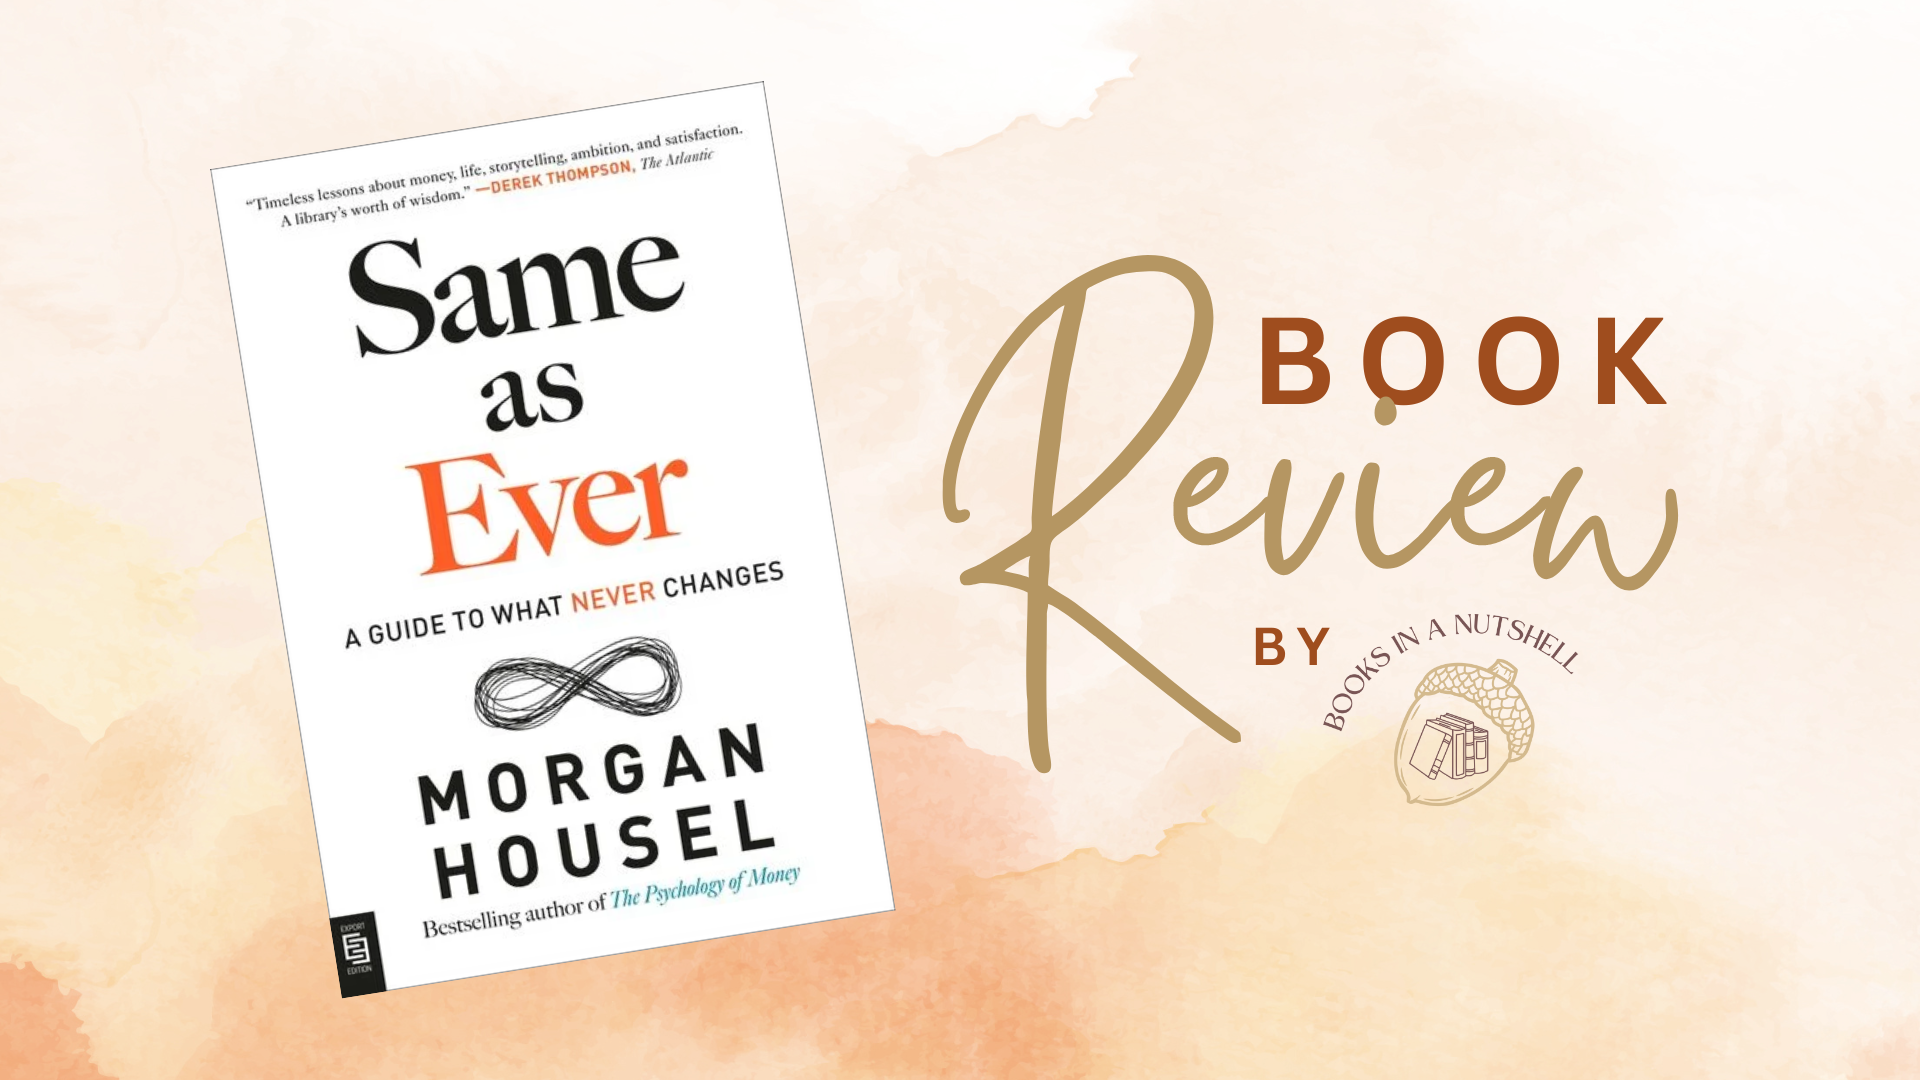 “Timeless lessons about money, life, storytelling, ambition, and satisfaction.
A library’s worth of wisdom.” —DEREK THOMPSON, The Atlantic
Same
as
Ever
A GUIDE TO WHAT NEVER CHANGES
MORGAN
HOUSEL
Bestselling author of The Psychology of Money
EXPORT
EDITION
BOOK
Review
BY
BOOKS IN A NUTSHELL